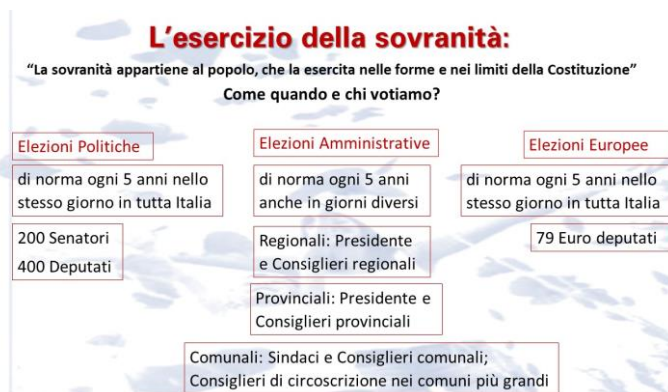 L'esercizio della sovranità:
“La sovranità appartiene al popolo, che la esercita nelle forme e nei limiti della Costituzione”
Come quando e chi votiamo?
Elezioni Politiche
di norma ogni 5 anni nello
stesso giorno in tutta Italia
200 Senatori
400 Deputati
Elezioni Amministrative
di norma ogni 5 anni
anche in giorni diversi
Regionali: Presidente
e Consiglieri regionali
Provinciali: Presidente e
Consiglieri provinciali
Comunali: Sindaci e Consiglieri comunali;
Consiglieri di circoscrizione nei comuni più grandi
Elezioni Europee
di norma ogni 5 anni nello
stesso giorno in tutta Italia
79 Euro deputati